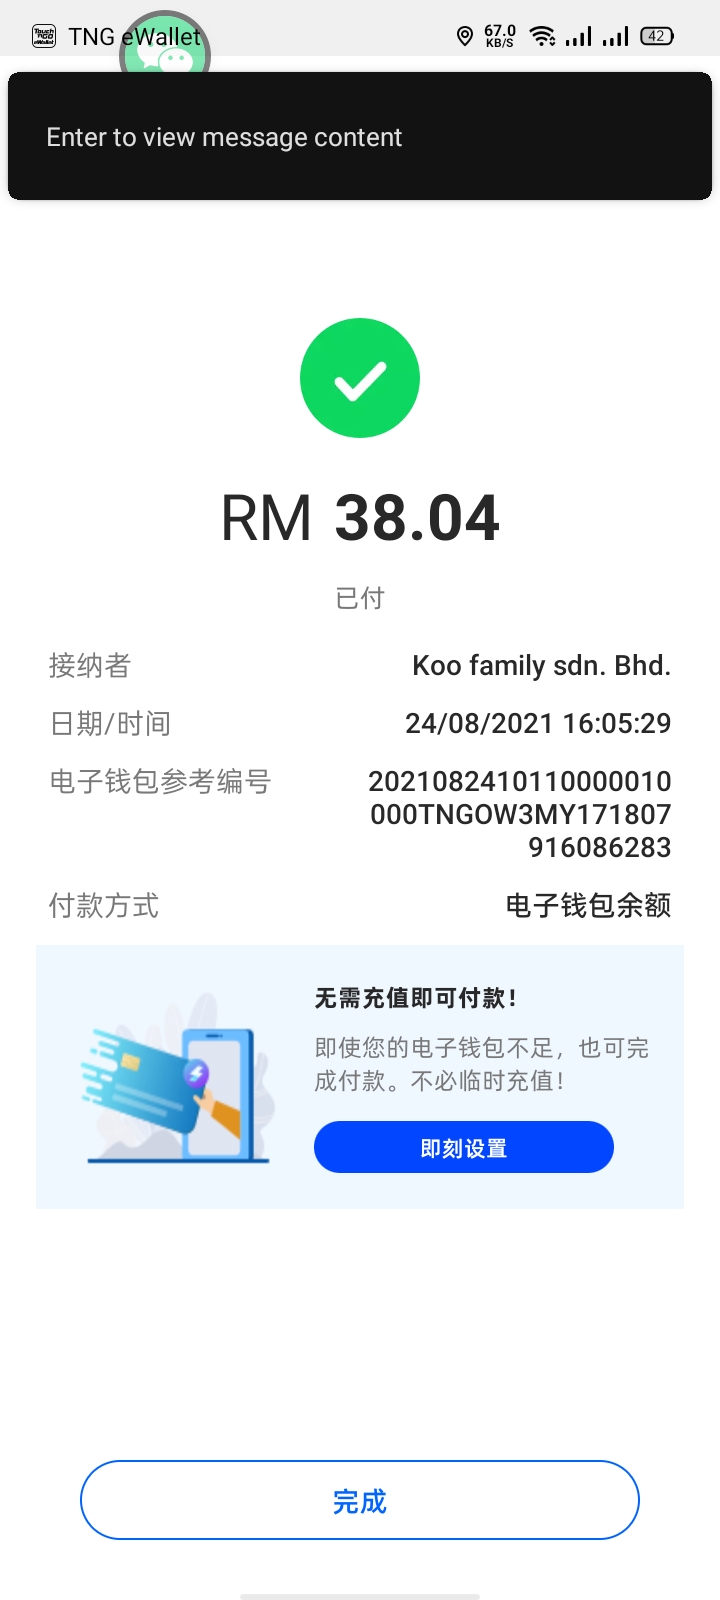 TNG eWallet
67.0
KB/S
42
Enter to view message content
RM 38.04
已付
接纳者 Koo family sdn. Bhd.
日期/时间 24/08/2021 16:05:29
电子钱包参考编号 2021082410110000010
000TNGOW3MY171807
916086283
付款方式 电子钱包余额
无需充值即可付款!
即使您的电子钱包不足，也可完
成付款。不必临时充值!
即刻设置
完成